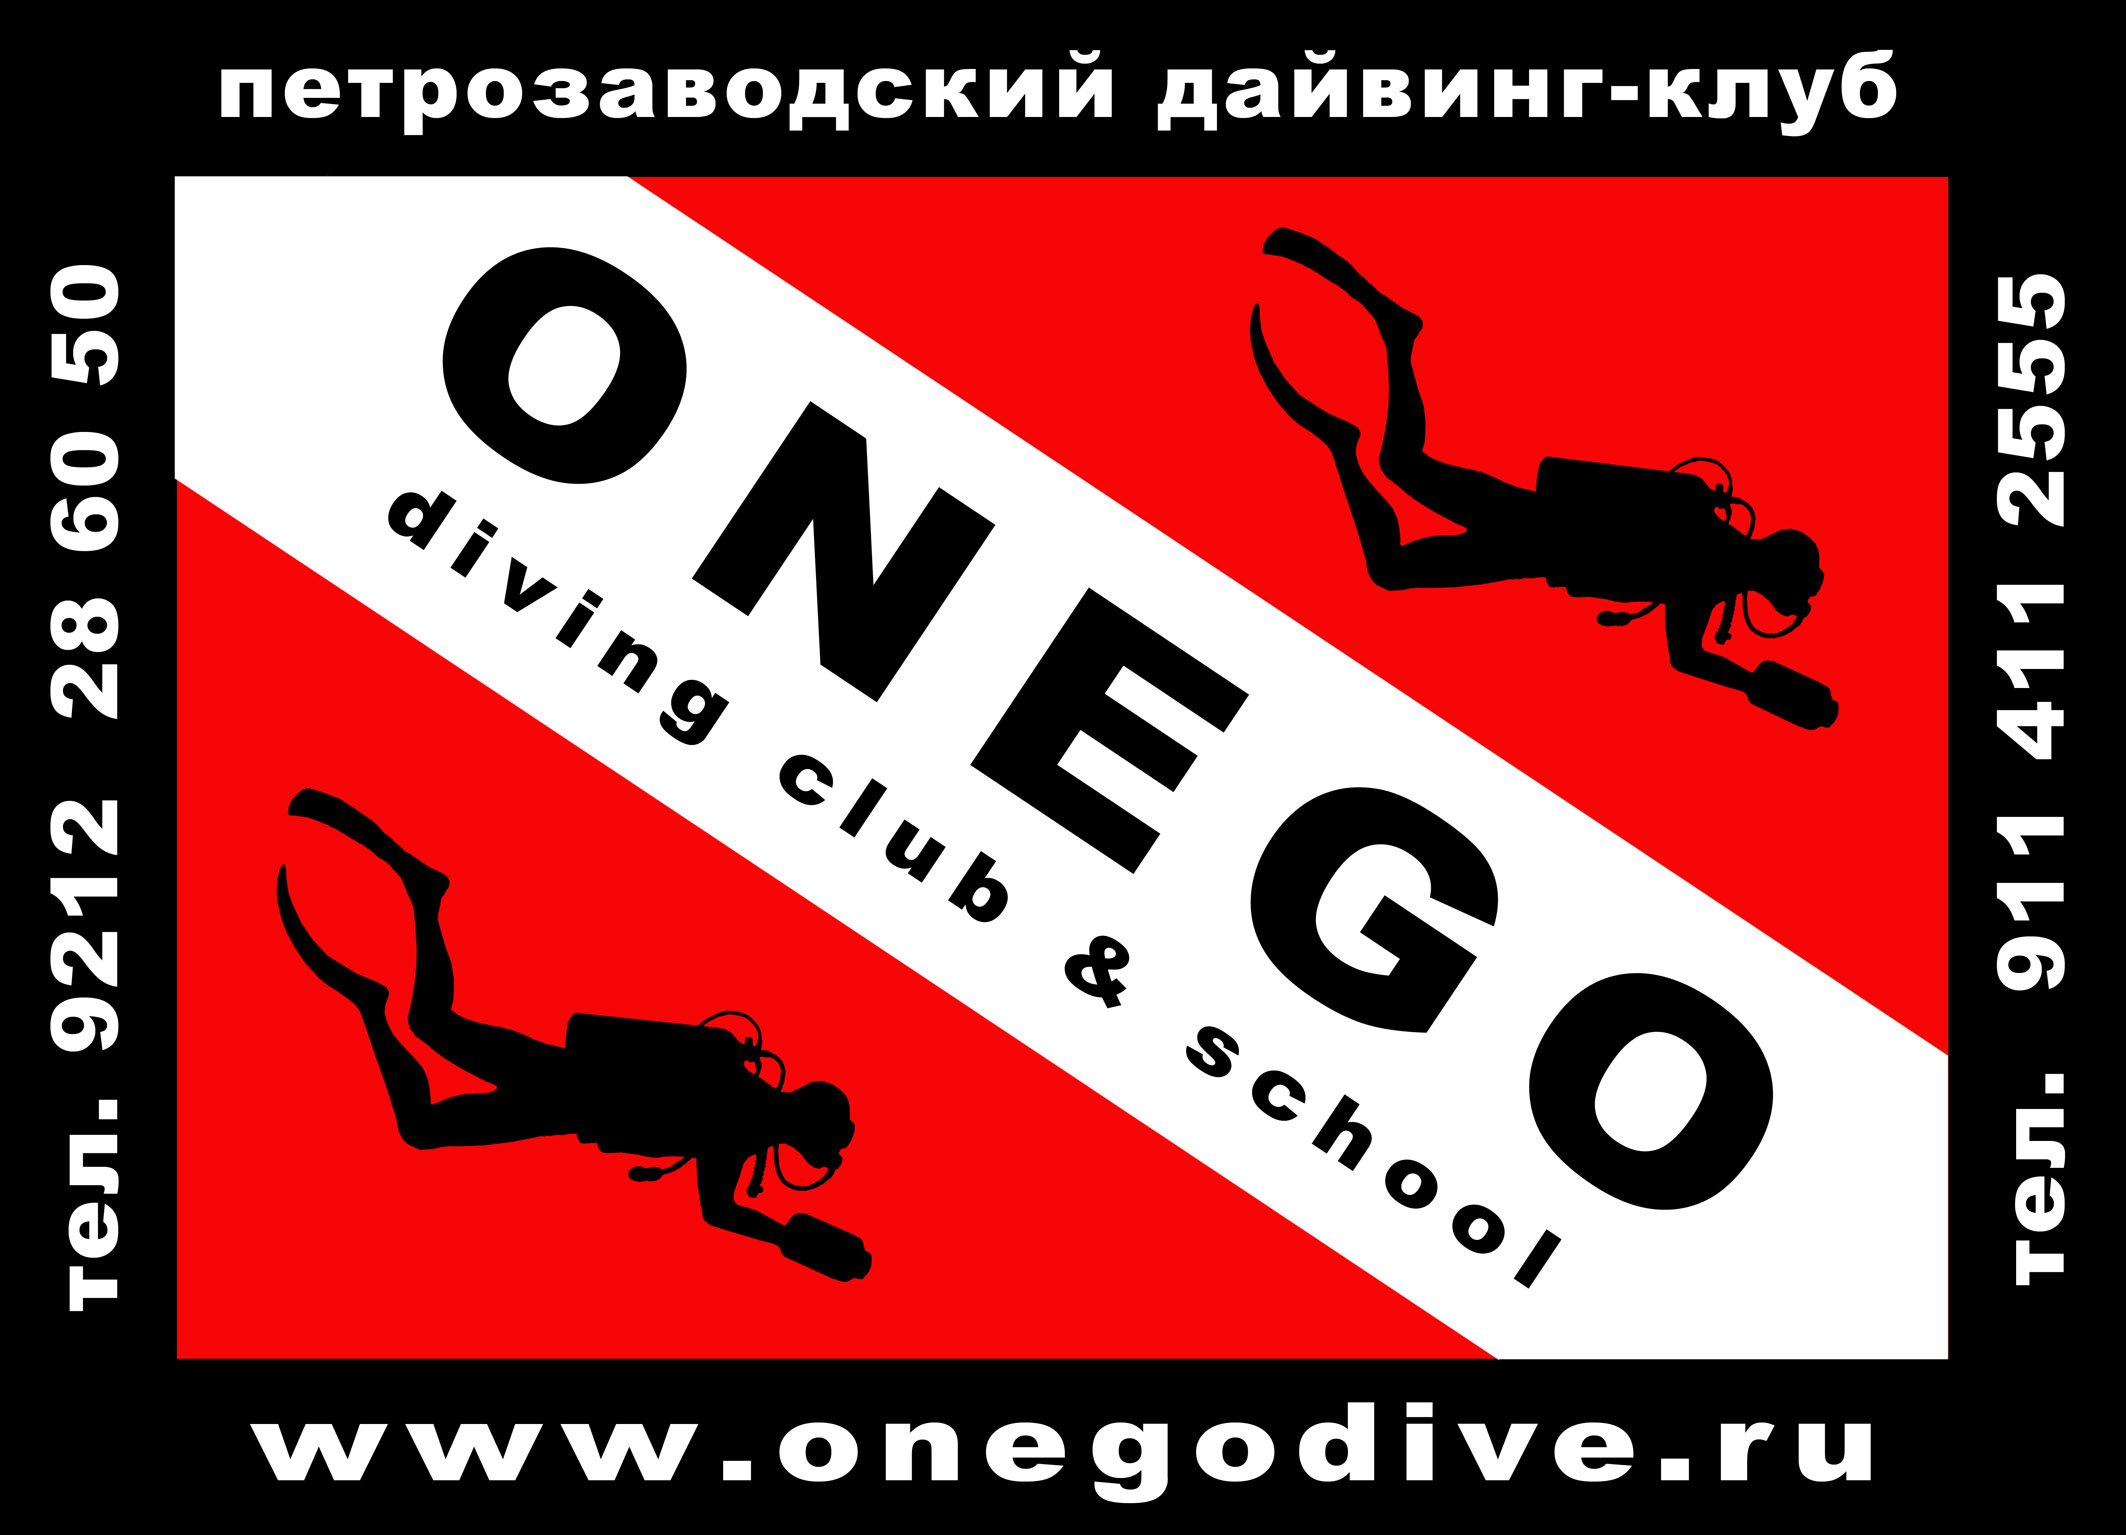 петрозаводский дайвинг-клуб
тел. 9212 28 60 50
ONEGO
diving club & school
тел. 911 411 2555
www.onegodive.ru